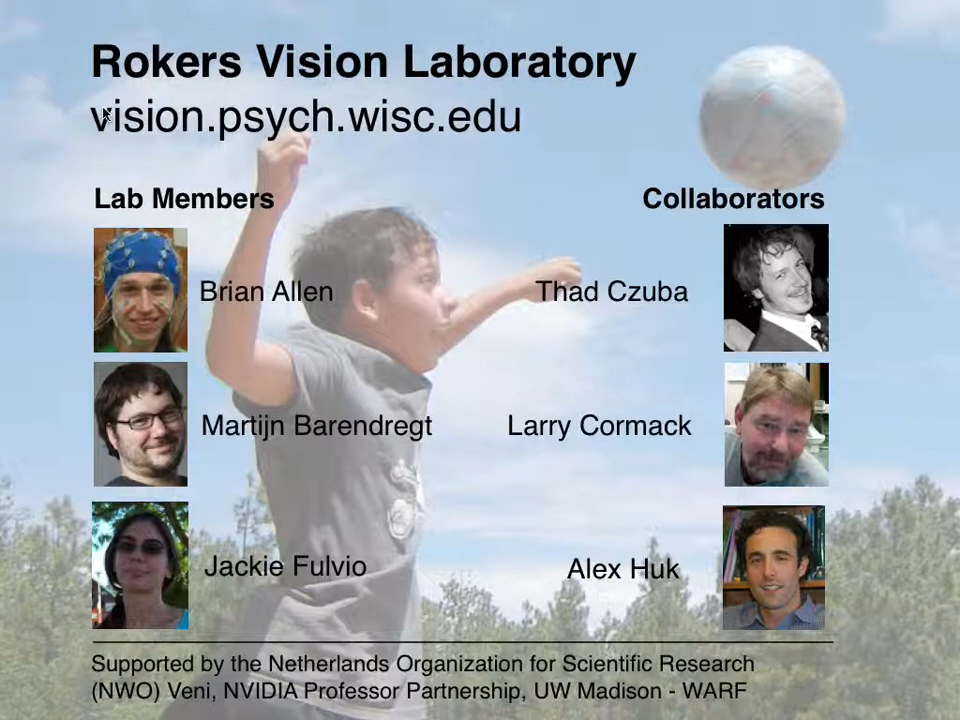 Rokers Vision Laboratory
vision.psych.wisc.edu
Lab Members
Collaborators
Brian Allen
Thad Czuba
Martijn Barendregt
Larry Cormack
Jackie Fulvio
Alex Huk
Supported by the Netherlands Organization for Scientific Research
(NWO) Veni, NVIDIA Professor Partnership, UW Madison - WARF